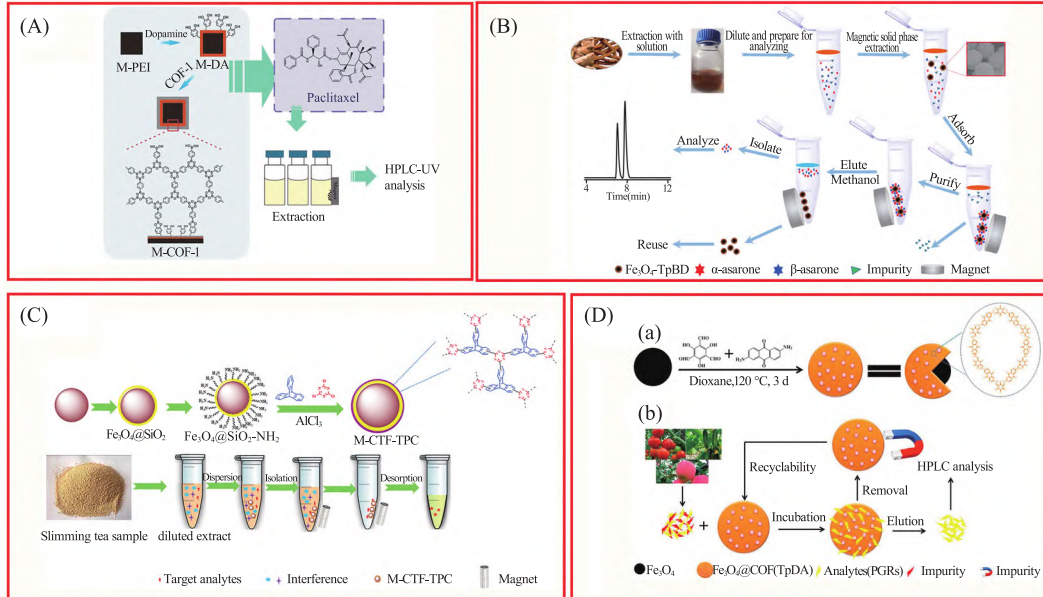 (A)
Dopamine
M-PEI
M-DA
COF-1
Paclitaxel
HPLC-UV
analysis
Extraction
M-COF-1
(B)
Extraction with
solution
Dilute and prepare for
analyzing
Magnetic solid phase
extraction
Adsorb
Analyze
Isolate
Elute
Methanol
Purify
4 8 12
Time(min)
Reuse
Fe₃O₄-TpBD α-asarone β-asarone Impurity Magnet
(C)
Fe₃O₄@SiO₂
Fe₃O₄@SiO₂-NH₂
AlCl₃
M-CTF-TPC
Dispersion
Isolation
Desorption
Slimming tea sample
diluted extract
Target analytes Interference M-CTF-TPC Magnet
(D)
(a)
Dioxane,120 °C, 3 d
(b)
Recyclability
HPLC analysis
Removal
Incubation
Elution
Fe₃O₄ Fe₃O₄@COF(TpDA) Analytes(PGRs) Impurity Impurity